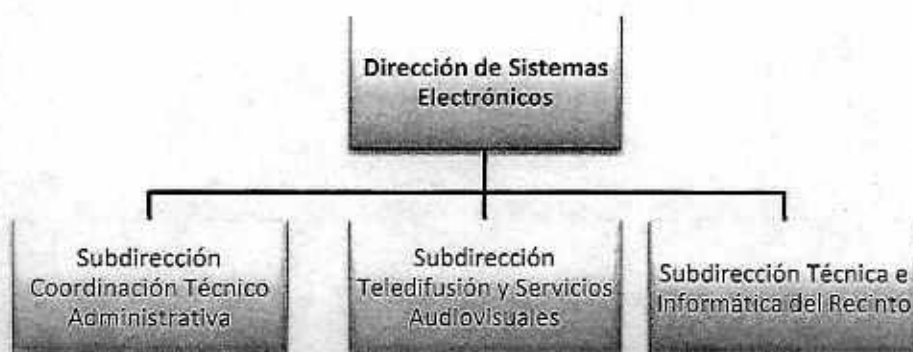 Dirección de Sistemas
Electrónicos
Subdirección
Coordinación Técnico
Administrativa
Subdirección
Teledifusión y Servicios
Audiovisuales
Subdirección Técnica e
Informática del Recinto